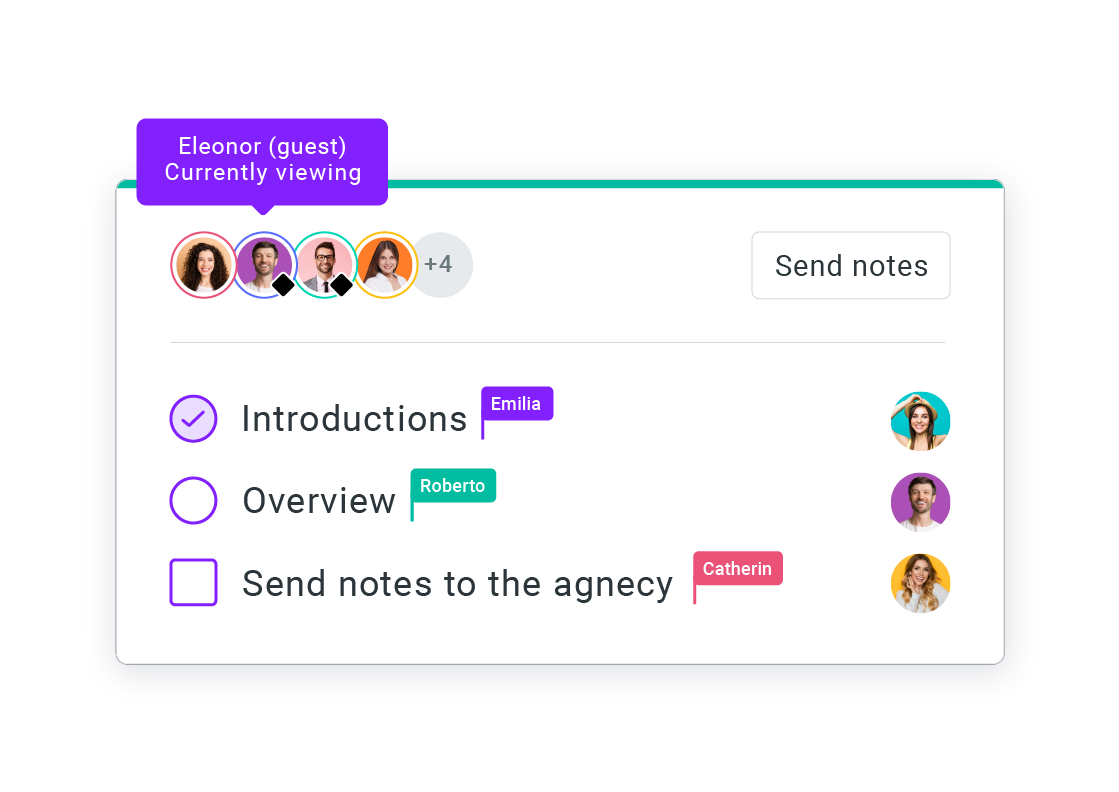 Eleonor (guest)
Currently viewing
+4
Send notes
Introductions
Emilia
Overview
Roberto
Send notes to the agnecy
Catherin